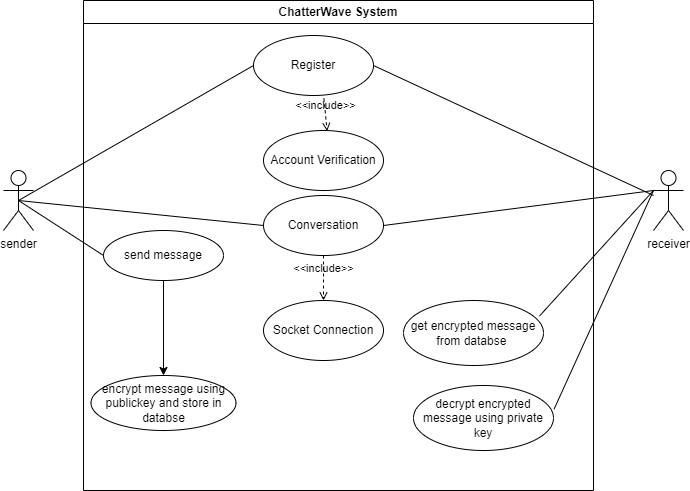 ChatterWave System
Register
<<include>>
Account Verification
Conversation
sender
receiver
send message
<<include>>
Socket Connection
get encrypted message
from databse
encrypt message using
publickey and store in
databse
decrypt encrypted
message using private
key